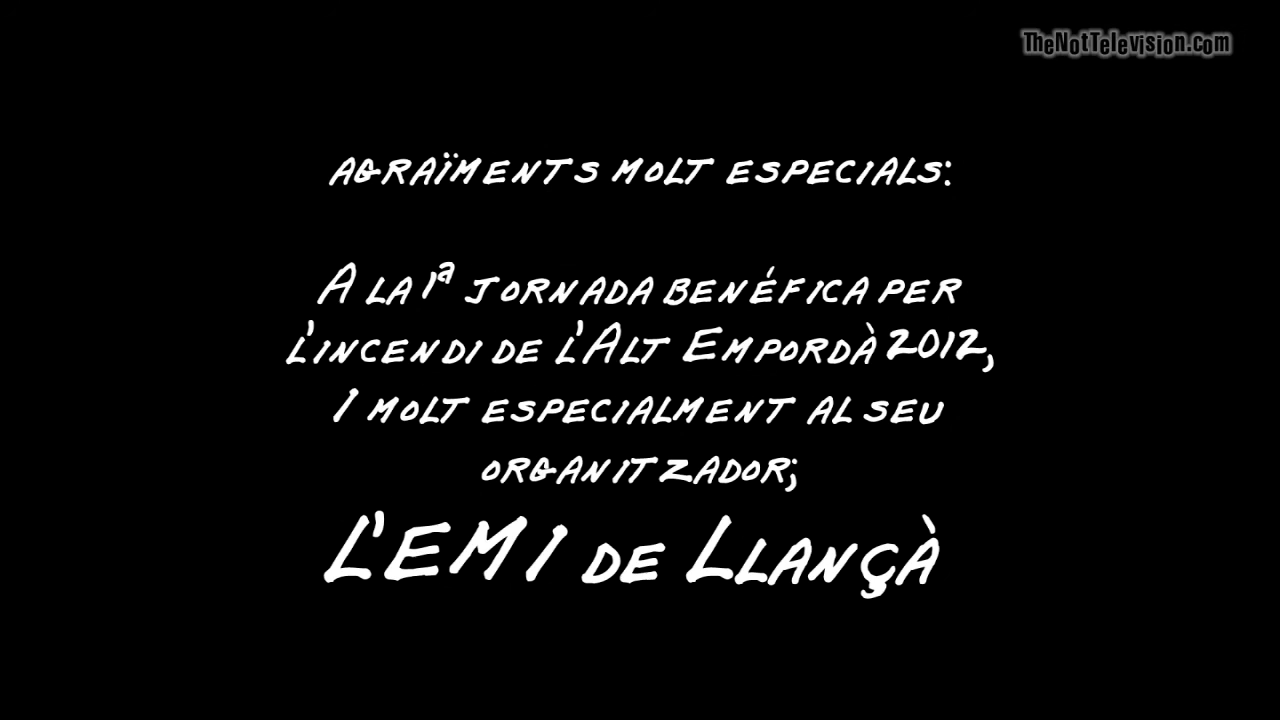 TheNotTelevision.com
AGRAÏMENTS MOLT ESPECIALS:
A LA 1ª JORNADA BENÉFICA PER
L'INCENDI DE L'ALT EMPORDÀ 2012,
I MOLT ESPECIALMENT AL SEU
ORGANITZADOR;
L'EMI DE LLANÇÀ